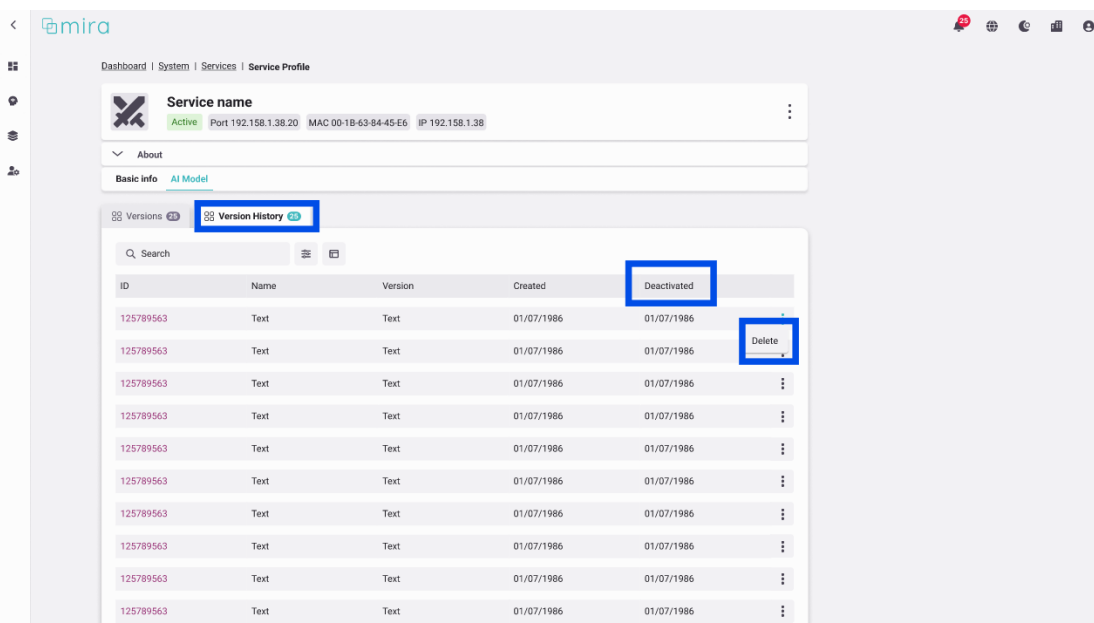 mira
25
Dashboard | System | Services | Service Profile
Service name
Active Port 192.158.1.38.20 MAC 00-1B-63-84-45-E6 IP 192.158.1.38
About
Basic info AI Model
Versions 25 Version History 25
Search
ID Name Version Created Deactivated
125789563 Text Text 01/07/1986 01/07/1986
Delete
125789563 Text Text 01/07/1986 01/07/1986
125789563 Text Text 01/07/1986 01/07/1986
125789563 Text Text 01/07/1986 01/07/1986
125789563 Text Text 01/07/1986 01/07/1986
125789563 Text Text 01/07/1986 01/07/1986
125789563 Text Text 01/07/1986 01/07/1986
125789563 Text Text 01/07/1986 01/07/1986
125789563 Text Text 01/07/1986 01/07/1986
125789563 Text Text 01/07/1986 01/07/1986